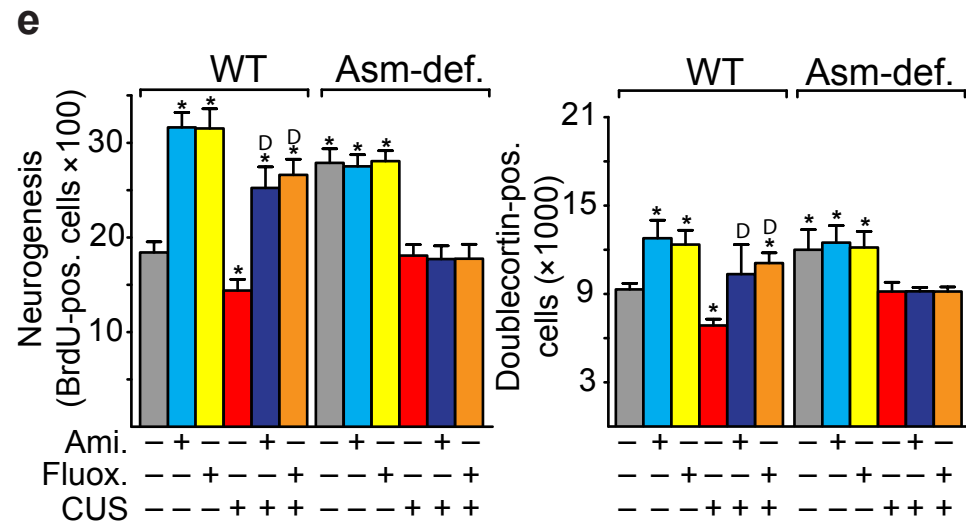 e
WT Asm-def.
Neurogenesis
(BrdU-pos. cells ×100)
30
20
10
* * * D * D * * * *
Ami. – + – – + – – + – – + –
Fluox. – – + – – + – – + – – +
CUS – – – + + + – – – + + +
WT Asm-def.
Doublecortin-pos.
cells (×1000)
21
15
9
3
* * * D D * * * *
– + – – + – – + – – + –
– – + – – + – – + – – +
– – – + + + – – – + + +